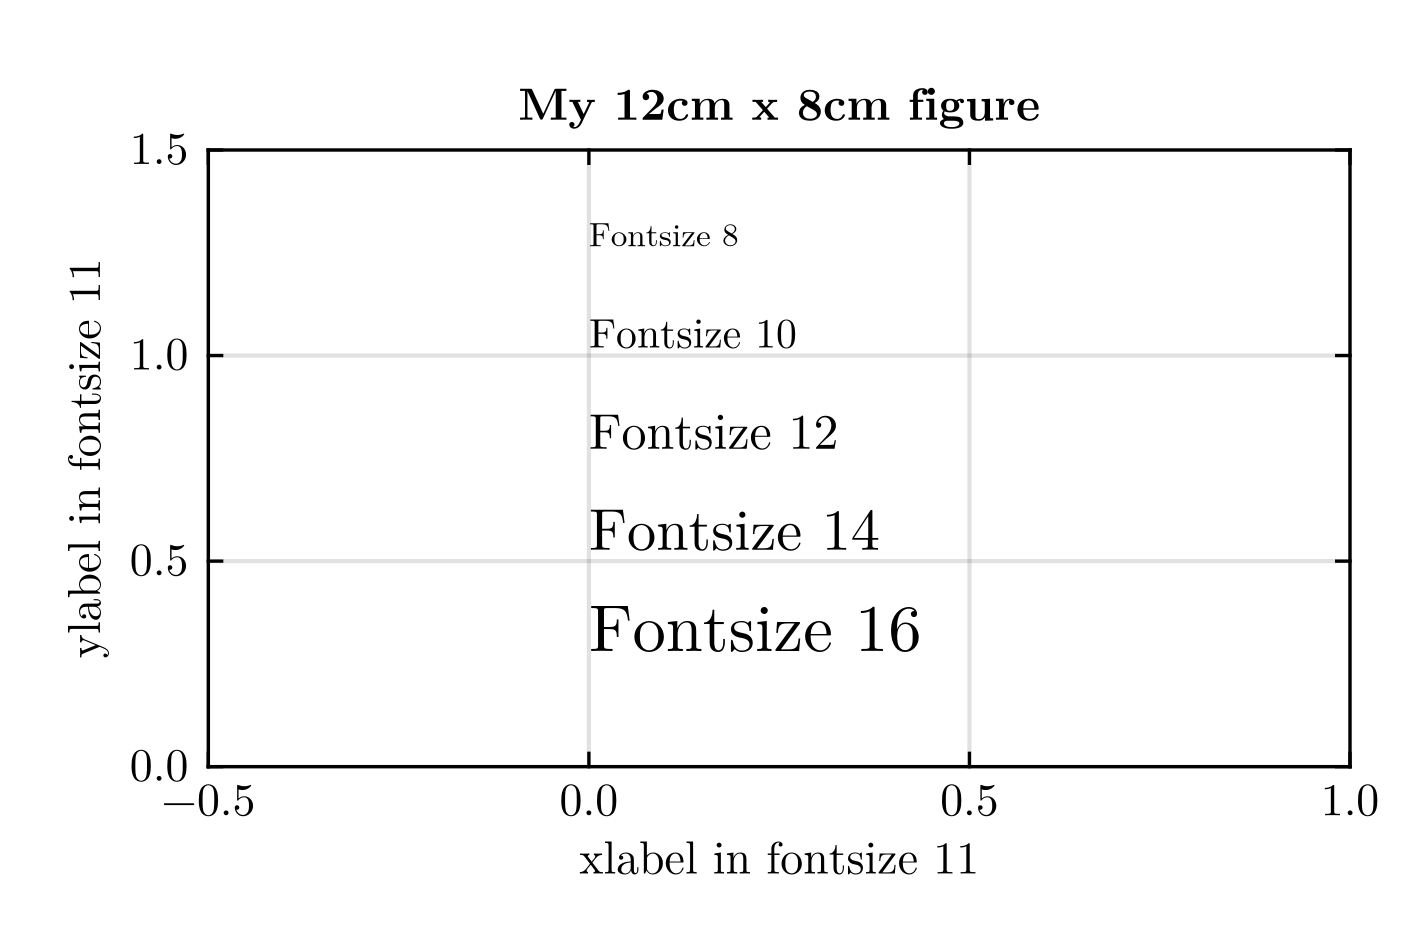 My 12cm x 8cm figure
1.5
Fontsize 8
Fontsize 10
1.0
Fontsize 12
Fontsize 14
0.5
Fontsize 16
0.0
ylabel in fontsize 11
−0.5 0.0 0.5 1.0
xlabel in fontsize 11